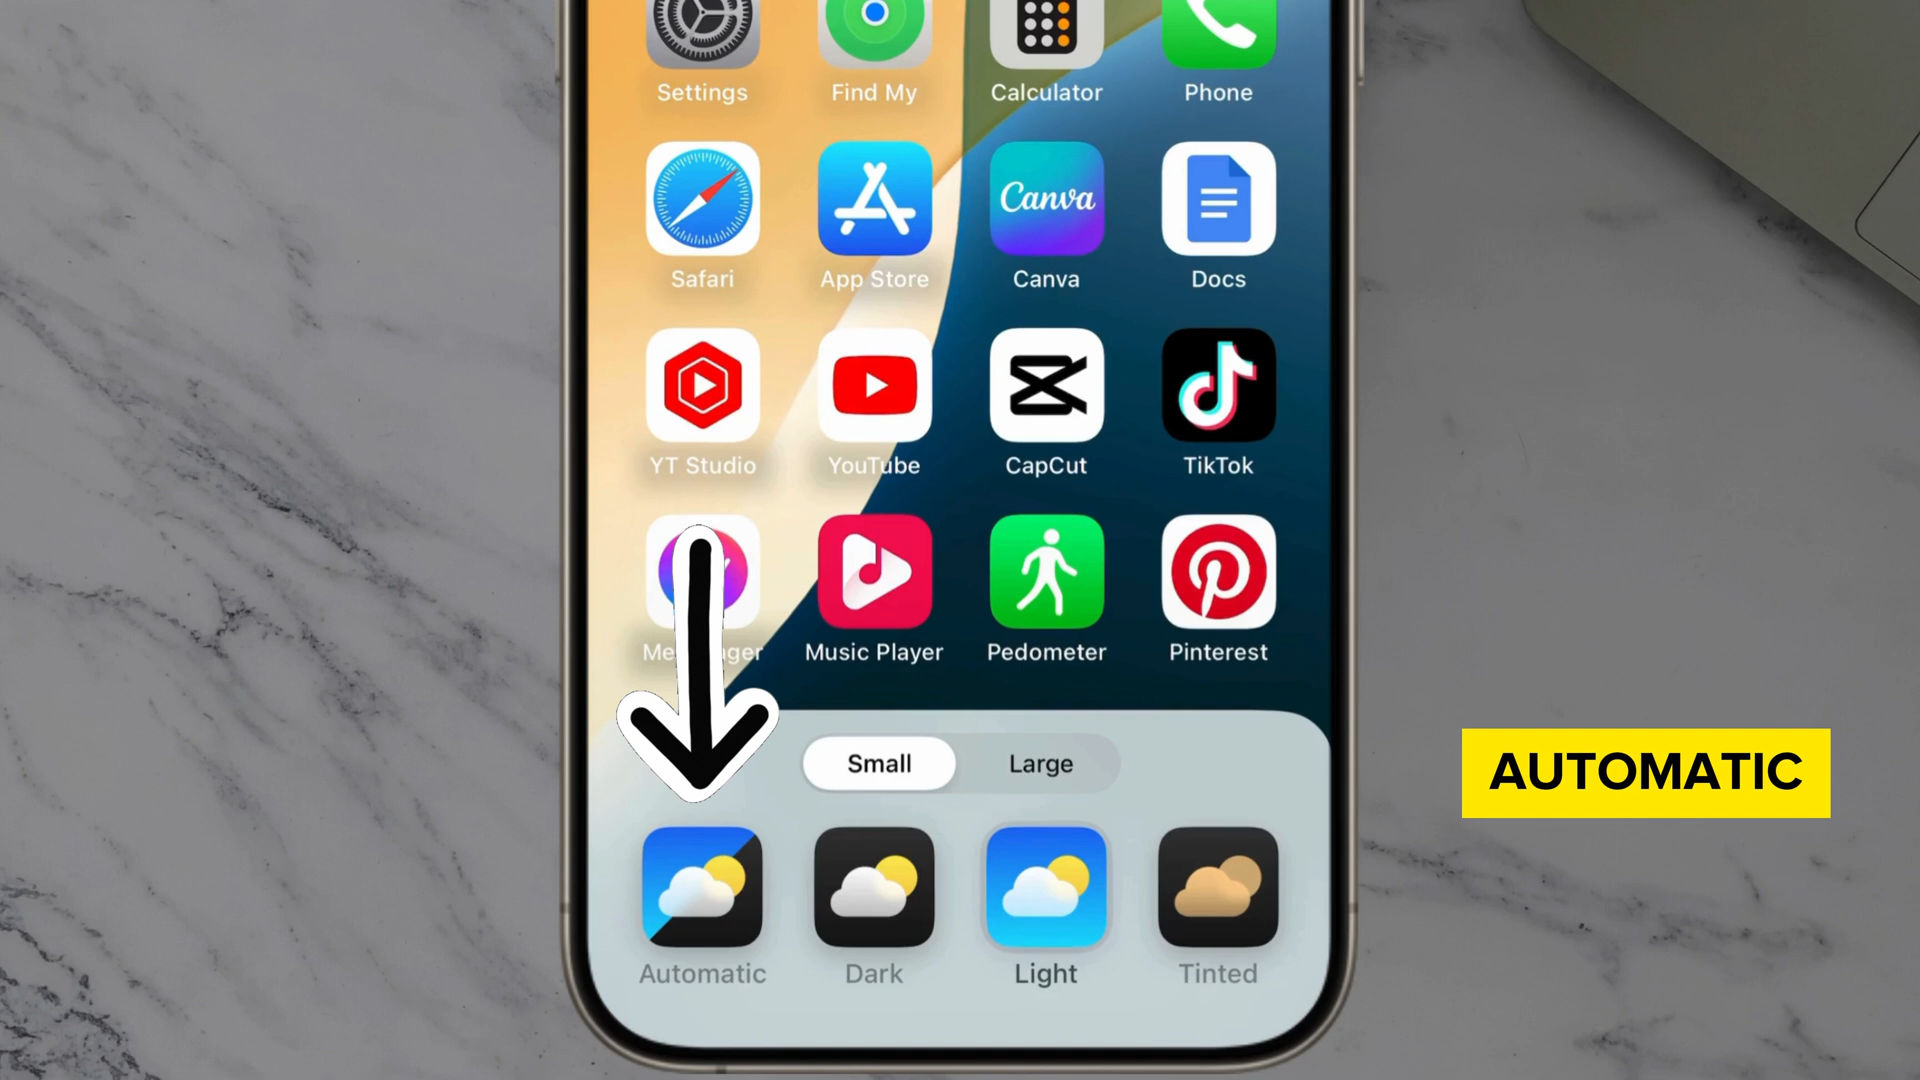 Settings Find My Calculator Phone
Safari App Store Canva Docs
YT Studio YouTube CapCut TikTok
Music Player Pedometer Pinterest
Small Large
AUTOMATIC
Automatic Dark Light Tinted